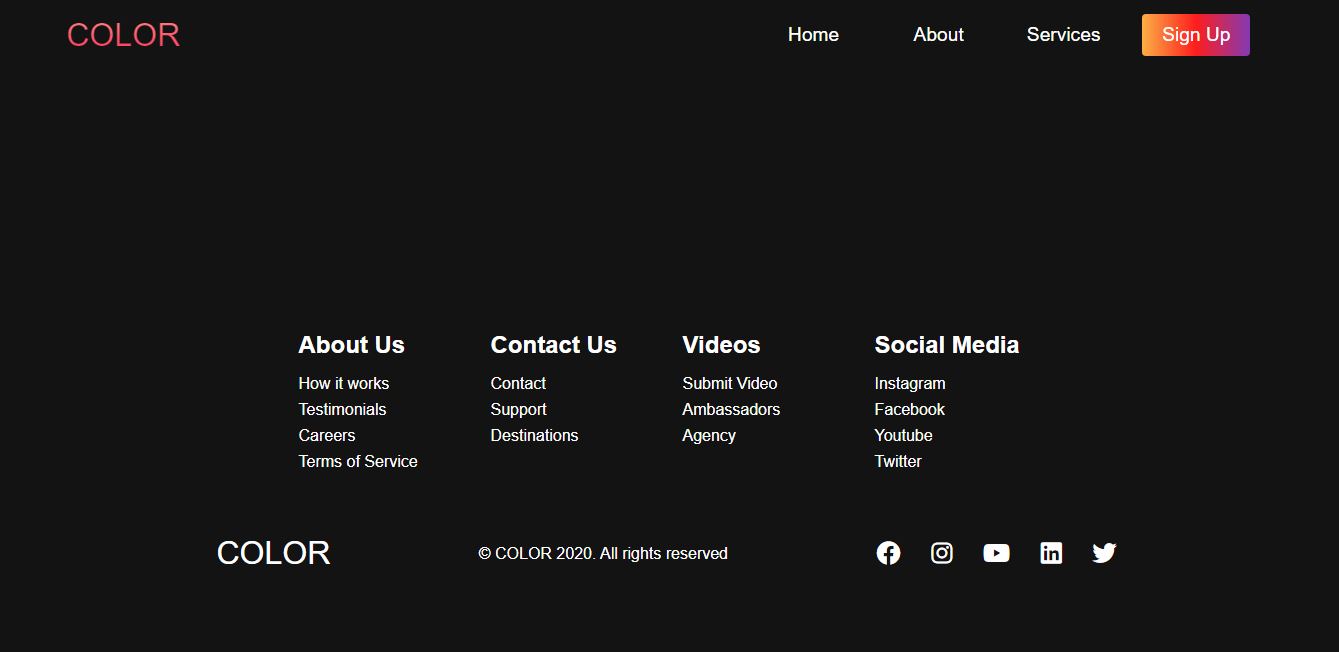 COLOR
Home
About
Services
Sign Up
About Us
How it works
Testimonials
Careers
Terms of Service
Contact Us
Contact
Support
Destinations
Videos
Submit Video
Ambassadors
Agency
Social Media
Instagram
Facebook
Youtube
Twitter
COLOR
© COLOR 2020. All rights reserved